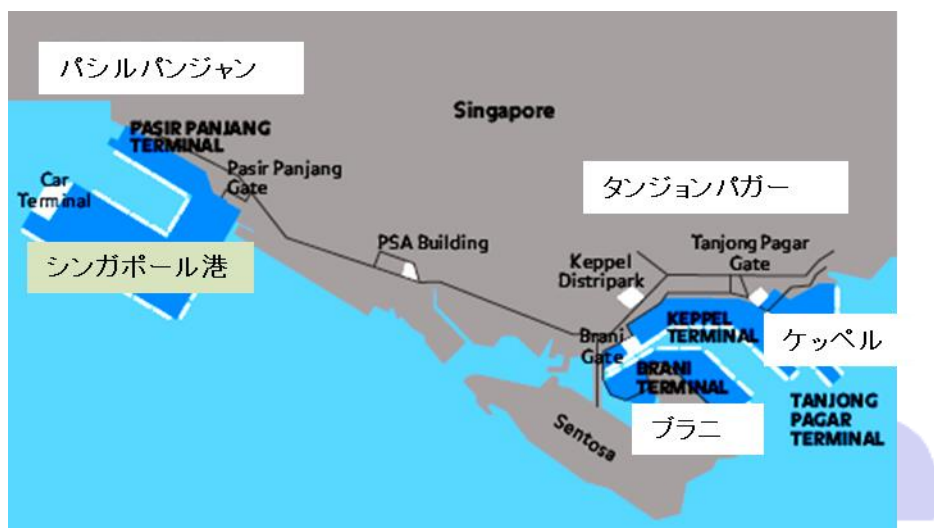 パシルパンジャン
Singapore
PASIR PANJANG
TERMINAL
Pasir Panjang
Gate
Car
Terminal
タンジョンパガー
シンガポール港
PSA Building
Keppel
Distripark
Tanjong Pagar
Gate
KEPPEL
TERMINAL
ケッペル
Brani
Gate
BRANI
TERMINAL
TANJONG
PAGAR
TERMINAL
ブラニ
Sentosa